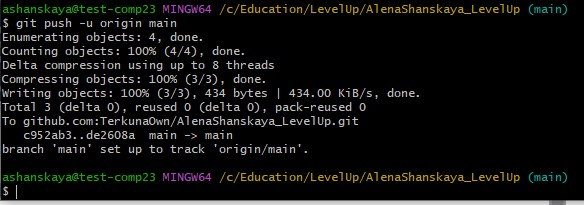 ashanskaya@test-comp23 MINGW64 /c/Education/LevelUp/AlenaShanskaya_LevelUp (main)
$ git push -u origin main
Enumerating objects: 4, done.
Counting objects: 100% (4/4), done.
Delta compression using up to 8 threads
Compressing objects: 100% (3/3), done.
Writing objects: 100% (3/3), 434 bytes | 434.00 KiB/s, done.
Total 3 (delta 0), reused 0 (delta 0), pack-reused 0
To github.com:TerkunaOwn/AlenaShanskaya_LevelUp.git
   c952ab3..de2608a  main -> main
branch 'main' set up to track 'origin/main'.
ashanskaya@test-comp23 MINGW64 /c/Education/LevelUp/AlenaShanskaya_LevelUp (main)
$